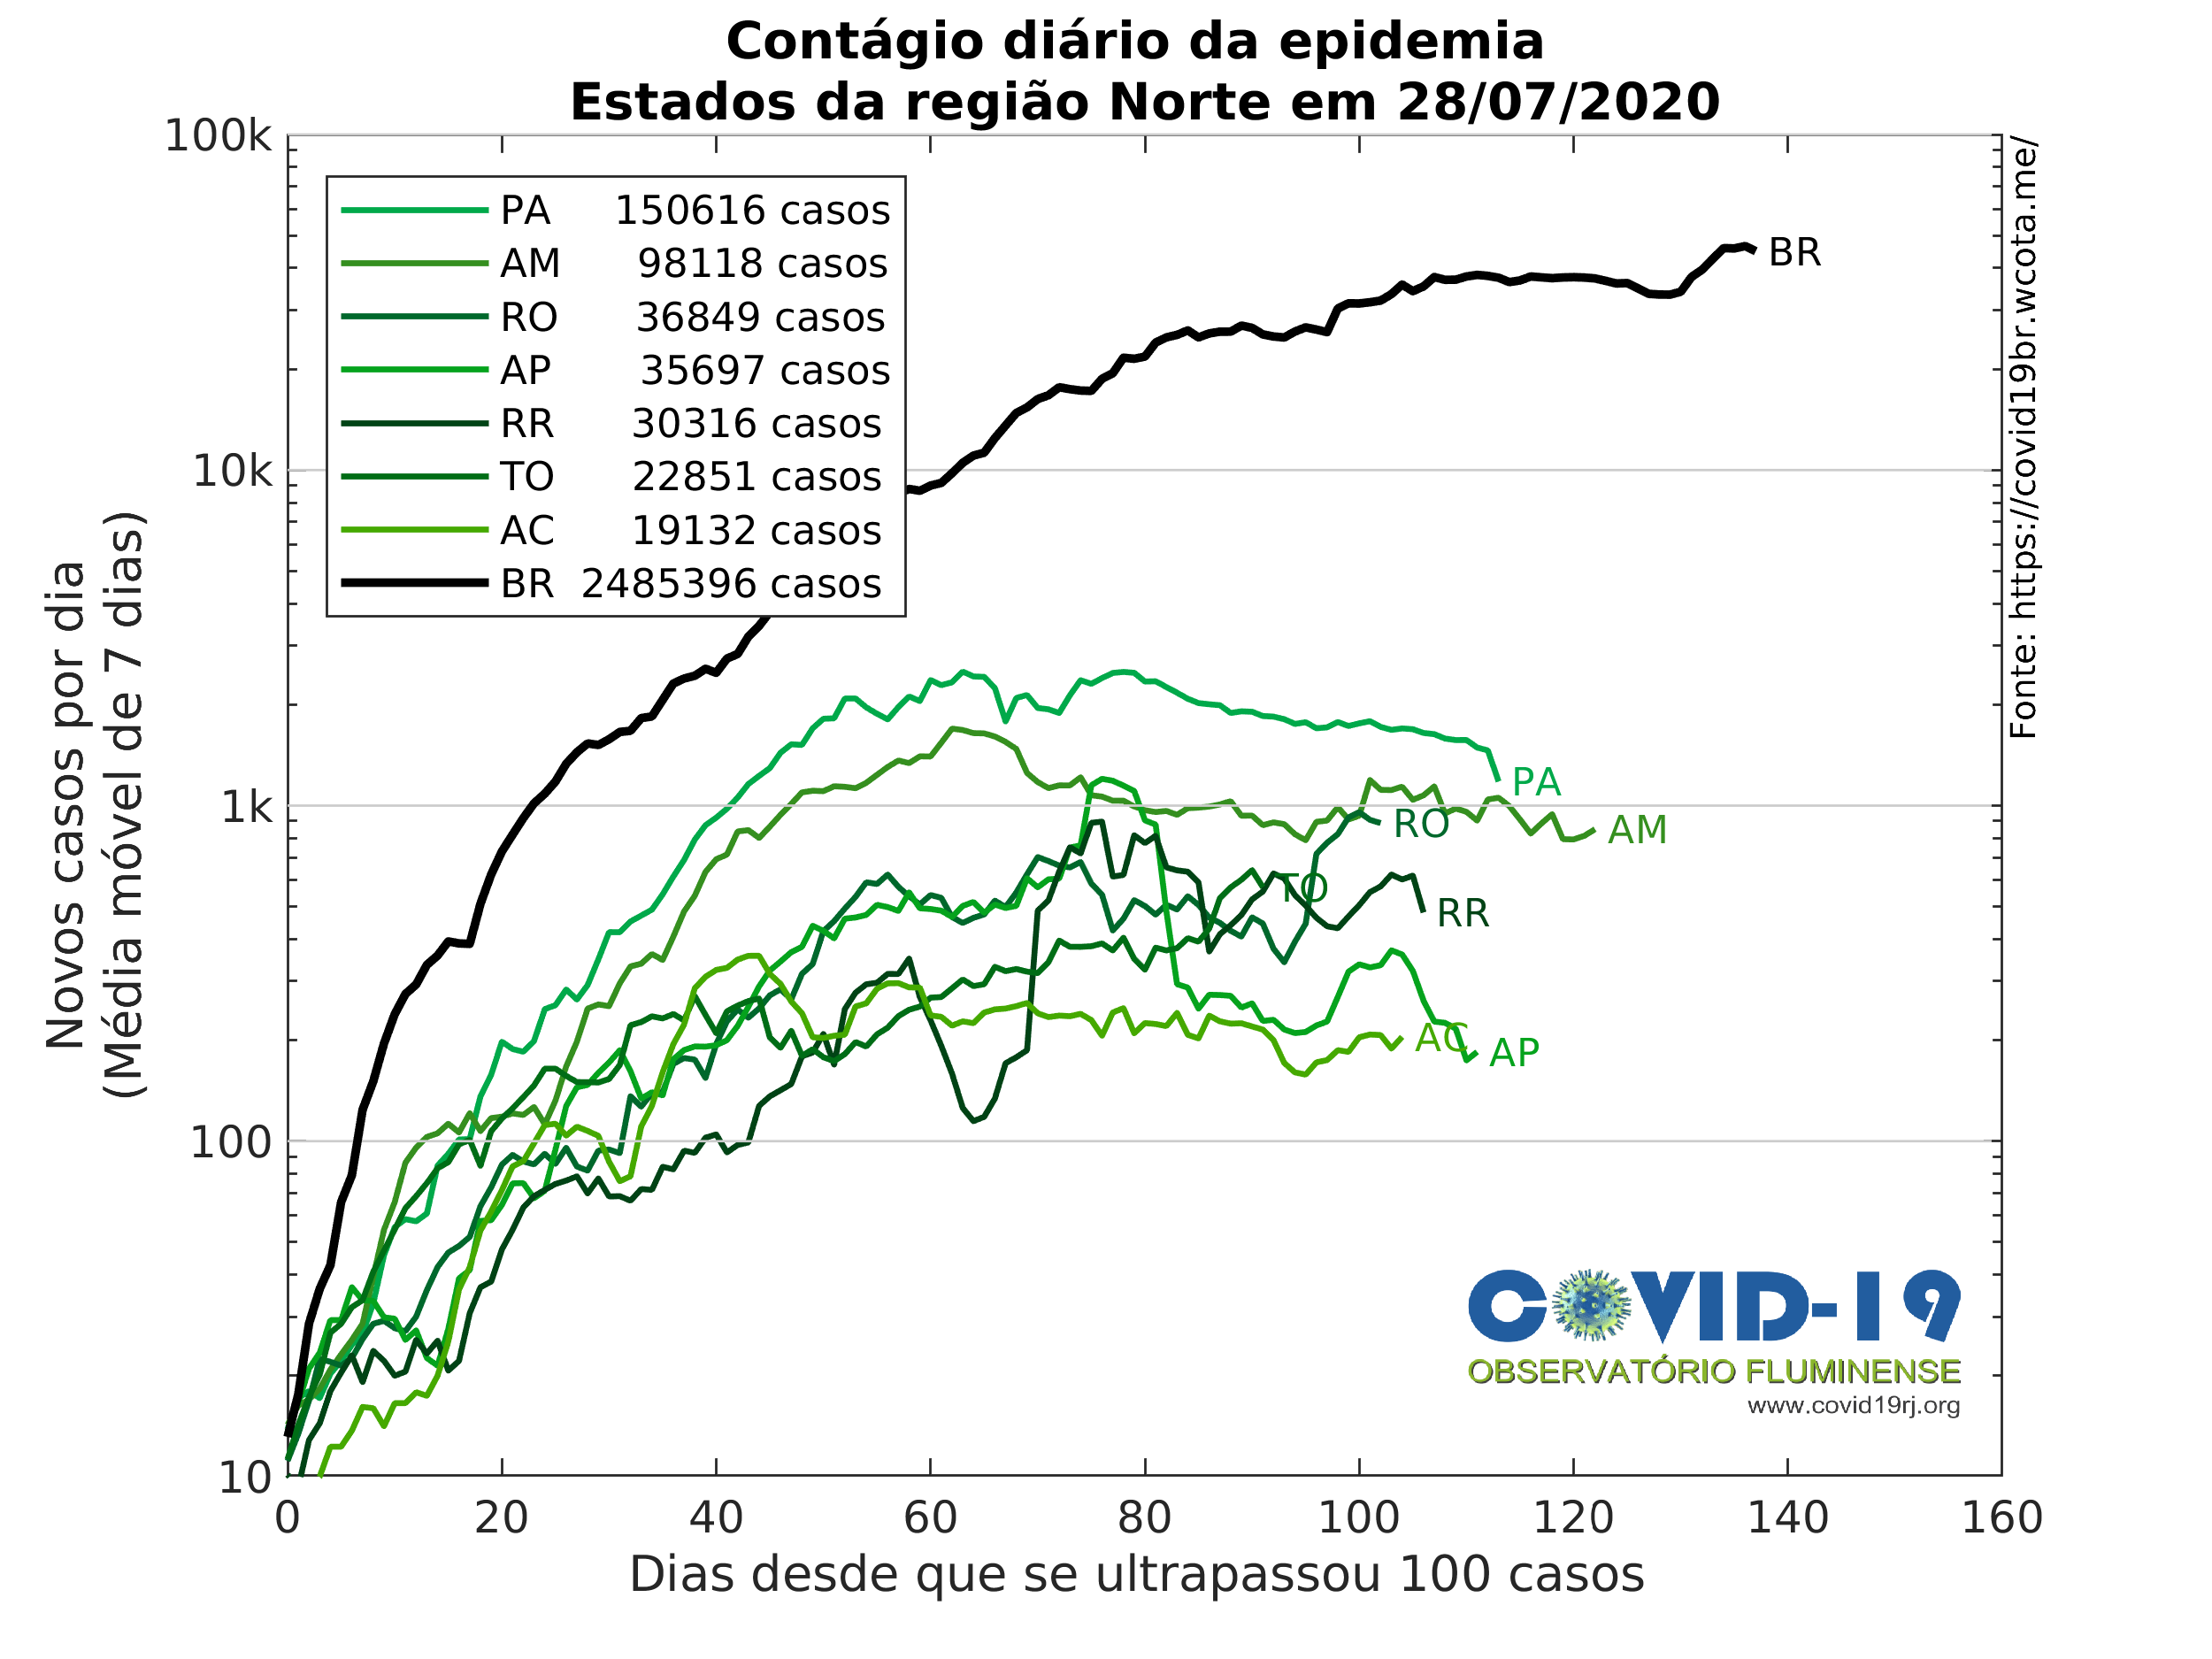 Contágio diário da epidemia
Estados da região Norte em 28/07/2020
100k
10k
1k
100
10
Novos casos por dia
(Média móvel de 7 dias)
PA 150616 casos
AM 98118 casos
RO 36849 casos
AP 35697 casos
RR 30316 casos
TO 22851 casos
AC 19132 casos
BR 2485396 casos
BR
PA
RO
AM
TO
RR
AC
AP
Fonte: https://covid19br.wcota.me/
COVID-19
OBSERVATÓRIO FLUMINENSE
www.covid19rj.org
0 20 40 60 80 100 120 140 160
Dias desde que se ultrapassou 100 casos